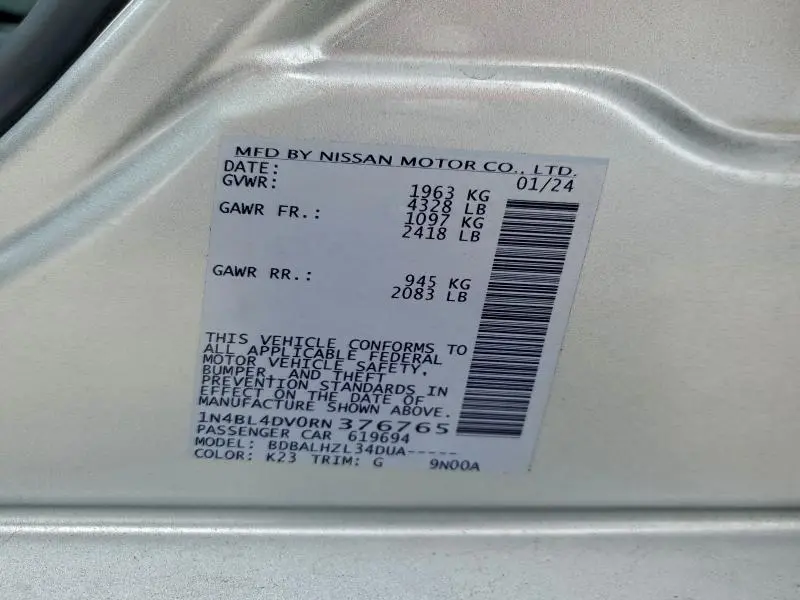 MFD BY NISSAN MOTOR CO., LTD.
DATE: 01/24
GVWR: 1963 KG
4328 LB
GAWR FR.: 1097 KG
2418 LB
GAWR RR.: 945 KG
2083 LB
THIS VEHICLE CONFORMS TO
ALL APPLICABLE FEDERAL
MOTOR VEHICLE SAFETY,
BUMPER, AND THEFT
PREVENTION STANDARDS IN
EFFECT ON THE DATE OF
MANUFACTURE SHOWN ABOVE.
1N4BL4DV0RN376765
PASSENGER CAR 619694
MODEL: BDBALHZL34DUA-----
COLOR: K23 TRIM: G 9N00A